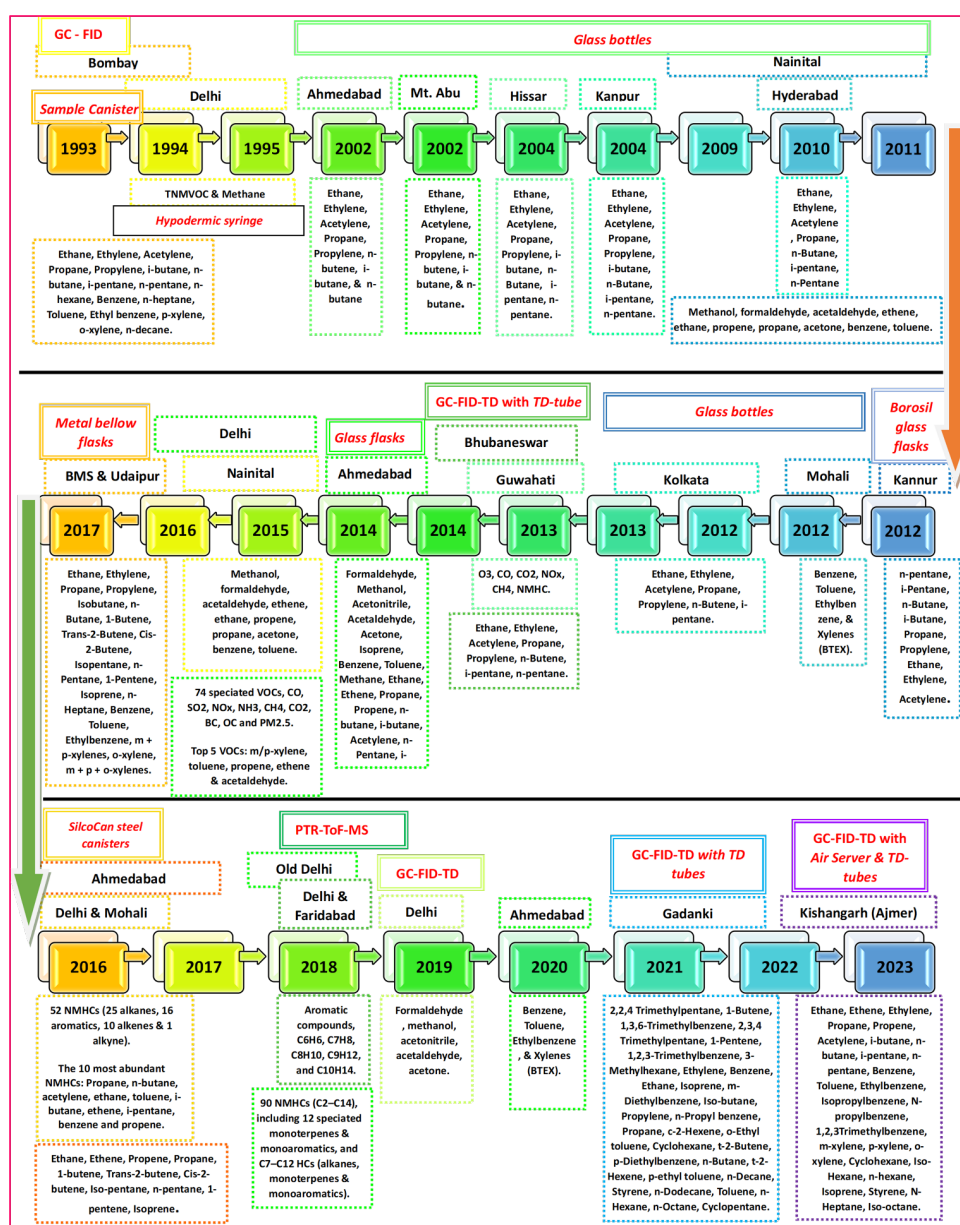 GC - FID
Glass bottles
Bombay
Nainital
Delhi
Ahmedabad
Mt. Abu
Hissar
Kanpur
Hyderabad
Sample Canister
1993
1994
1995
2002
2002
2004
2004
2009
2010
2011
TNMVOC & Methane
Hypodermic syringe
Ethane, Ethylene, Acetylene,
Propane, Propylene, i-butane, n-
butane, i-pentane, n-pentane, n-
hexane, Benzene, n-heptane,
Toluene, Ethyl benzene, p-xylene,
o-xylene, n-decane.
Ethane,
Ethylene,
Acetylene,
Propane,
Propylene, n-
butene, i-
butane, & n-
butane
Ethane,
Ethylene,
Acetylene,
Propane,
Propylene, n-
butene, i-
butane, & n-
butane.
Ethane,
Ethylene,
Acetylene,
Propane,
Propylene, i-
butane, n-
Butane, i-
pentane, n-
pentane.
Ethane,
Ethylene,
Acetylene,
Propane,
Propylene,
i-butane,
n-Butane,
i-pentane,
n-pentane.
Ethane,
Ethylene,
Acetylene
, Propane,
n-Butane,
i-pentane,
n-Pentane
Methanol, formaldehyde, acetaldehyde, ethene,
ethane, propene, propane, acetone, benzene, toluene.
Metal bellow
flasks
Delhi
Glass flasks
GC-FID-TD with TD-tube
Glass bottles
Borosil
glass
flasks
BMS & Udaipur
Nainital
Ahmedabad
Bhubaneswar
Guwahati
Kolkata
Mohali
Kannur
2017
2016
2015
2014
2014
2013
2013
2012
2012
2012
Ethane, Ethylene,
Propane, Propylene,
Isobutane, n-
Butane, 1-Butene,
Trans-2-Butene, Cis-
2-Butene,
Isopentane, n-
Pentane, 1-Pentene,
Isoprene, n-
Heptane, Benzene,
Toluene,
Ethylbenzene, m +
p-xylenes, o-xylene,
m + p + o-xylenes.
Methanol,
formaldehyde,
acetaldehyde, ethene,
ethane, propene,
propane, acetone,
benzene, toluene.
74 speciated VOCs, CO,
SO2, NOx, NH3, CH4, CO2,
BC, OC and PM2.5.
Top 5 VOCs: m/p-xylene,
toluene, propene, ethene
& acetaldehyde.
Formaldehyde,
Methanol,
Acetonitrile,
Acetaldehyde,
Acetone,
Isoprene,
Benzene, Toluene,
Methane, Ethane,
Ethene, Propane,
Propene, n-
butane, i-butane,
Acetylene, n-
Pentane, i-
O3, CO, CO2, NOx,
CH4, NMHC.
Ethane, Ethylene,
Acetylene, Propane,
Propylene, n-Butene,
i-pentane, n-pentane.
Ethane, Ethylene,
Acetylene, Propane,
Propylene, n-Butene, i-
pentane.
Benzene,
Toluene,
Ethylben
zene, &
Xylenes
(BTEX).
n-pentane,
i-Pentane,
n-Butane,
i-Butane,
Propane,
Propylene,
Ethane,
Ethylene,
Acetylene.
SilcoCan steel
canisters
PTR-ToF-MS
GC-FID-TD
GC-FID-TD with TD
tubes
GC-FID-TD with
Air Server & TD-
tubes
Ahmedabad
Old Delhi
Delhi & Mohali
Delhi &
Faridabad
Delhi
Ahmedabad
Gadanki
Kishangarh (Ajmer)
2016
2017
2018
2019
2020
2021
2022
2023
52 NMHCs (25 alkanes, 16
aromatics, 10 alkenes & 1
alkyne).
The 10 most abundant
NMHCs: Propane, n-butane,
acetylene, ethane, toluene, i-
butane, ethene, i-pentane,
benzene and propene.
Ethane, Ethene, Propene, Propane,
1-butene, Trans-2-butene, Cis-2-
butene, Iso-pentane, n-pentane, 1-
pentene, Isoprene.
Aromatic
compounds,
C6H6, C7H8,
C8H10, C9H12,
and C10H14.
90 NMHCs (C2–C14),
including 12 speciated
monoterpenes &
monoaromatics, and
C7–C12 HCs (alkanes,
monoterpenes &
monoaromatics).
Formaldehyde
, methanol,
acetonitrile,
acetaldehyde,
acetone.
Benzene,
Toluene,
Ethylbenzene
, & Xylenes
(BTEX).
2,2,4 Trimethylpentane, 1-Butene,
1,3,6-Trimethylbenzene, 2,3,4
Trimethylpentane, 1-Pentene,
1,2,3-Trimethylbenzene, 3-
Methylhexane, Ethylene, Benzene,
Ethane, Isoprene, m-
Diethylbenzene, Iso-butane,
Propylene, n-Propyl benzene,
Propane, c-2-Hexene, o-Ethyl
toluene, Cyclohexane, t-2-Butene,
p-Diethylbenzene, n-Butane, t-2-
Hexene, p-ethyl toluene, n-Decane,
Styrene, n-Dodecane, Toluene, n-
Hexane, n-Octane, Cyclopentane.
Ethane, Ethene, Ethylene,
Propane, Propene,
Acetylene, i-butane, n-
butane, i-pentane, n-
pentane, Benzene,
Toluene, Ethylbenzene,
Isopropylbenzene, N-
propylbenzene,
1,2,3Trimethylbenzene,
m-xylene, p-xylene, o-
xylene, Cyclohexane, Iso-
Hexane, n-hexane,
Isoprene, Styrene, N-
Heptane, Iso-octane.